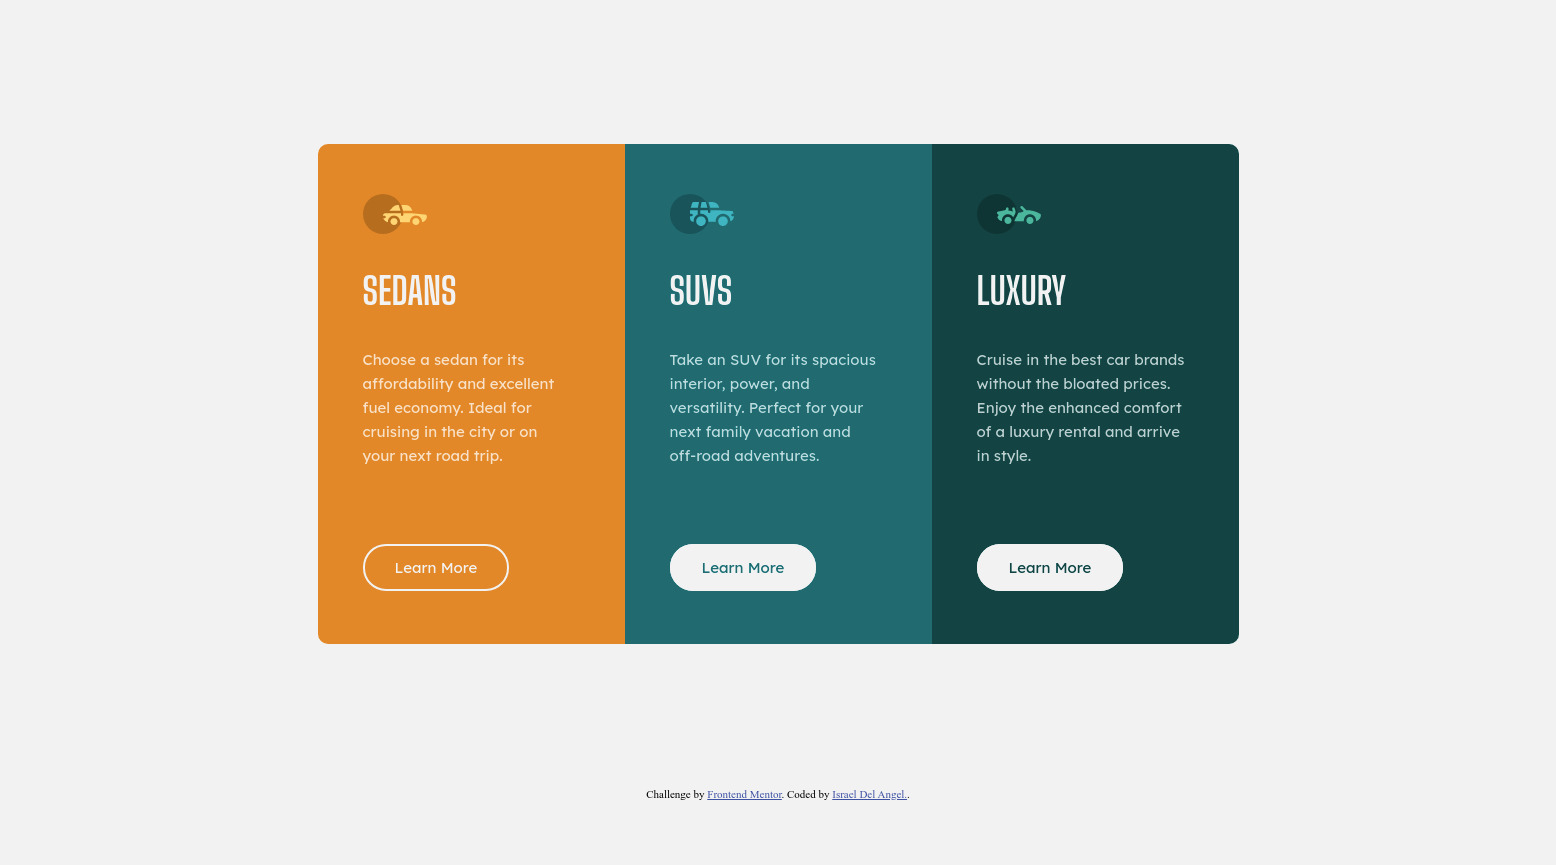 SEDANS
Choose a sedan for its
affordability and excellent
fuel economy. Ideal for
cruising in the city or on
your next road trip.
Learn More
SUVS
Take an SUV for its spacious
interior, power, and
versatility. Perfect for your
next family vacation and
off-road adventures.
Learn More
LUXURY
Cruise in the best car brands
without the bloated prices.
Enjoy the enhanced comfort
of a luxury rental and arrive
in style.
Learn More
Challenge by Frontend Mentor. Coded by Israel Del Angel..